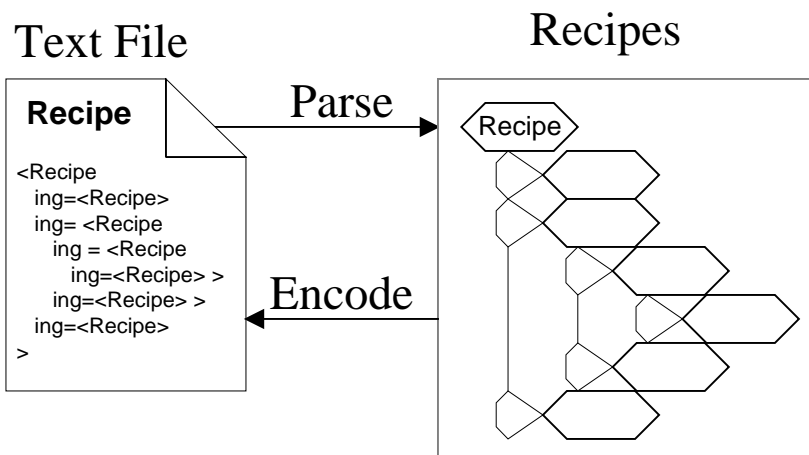 Text File
Recipes
Parse
Recipe
Recipe
<Recipe
ing=<Recipe>
ing= <Recipe
ing = <Recipe
ing=<Recipe> >
ing=<Recipe> >
ing=<Recipe>
>
Encode